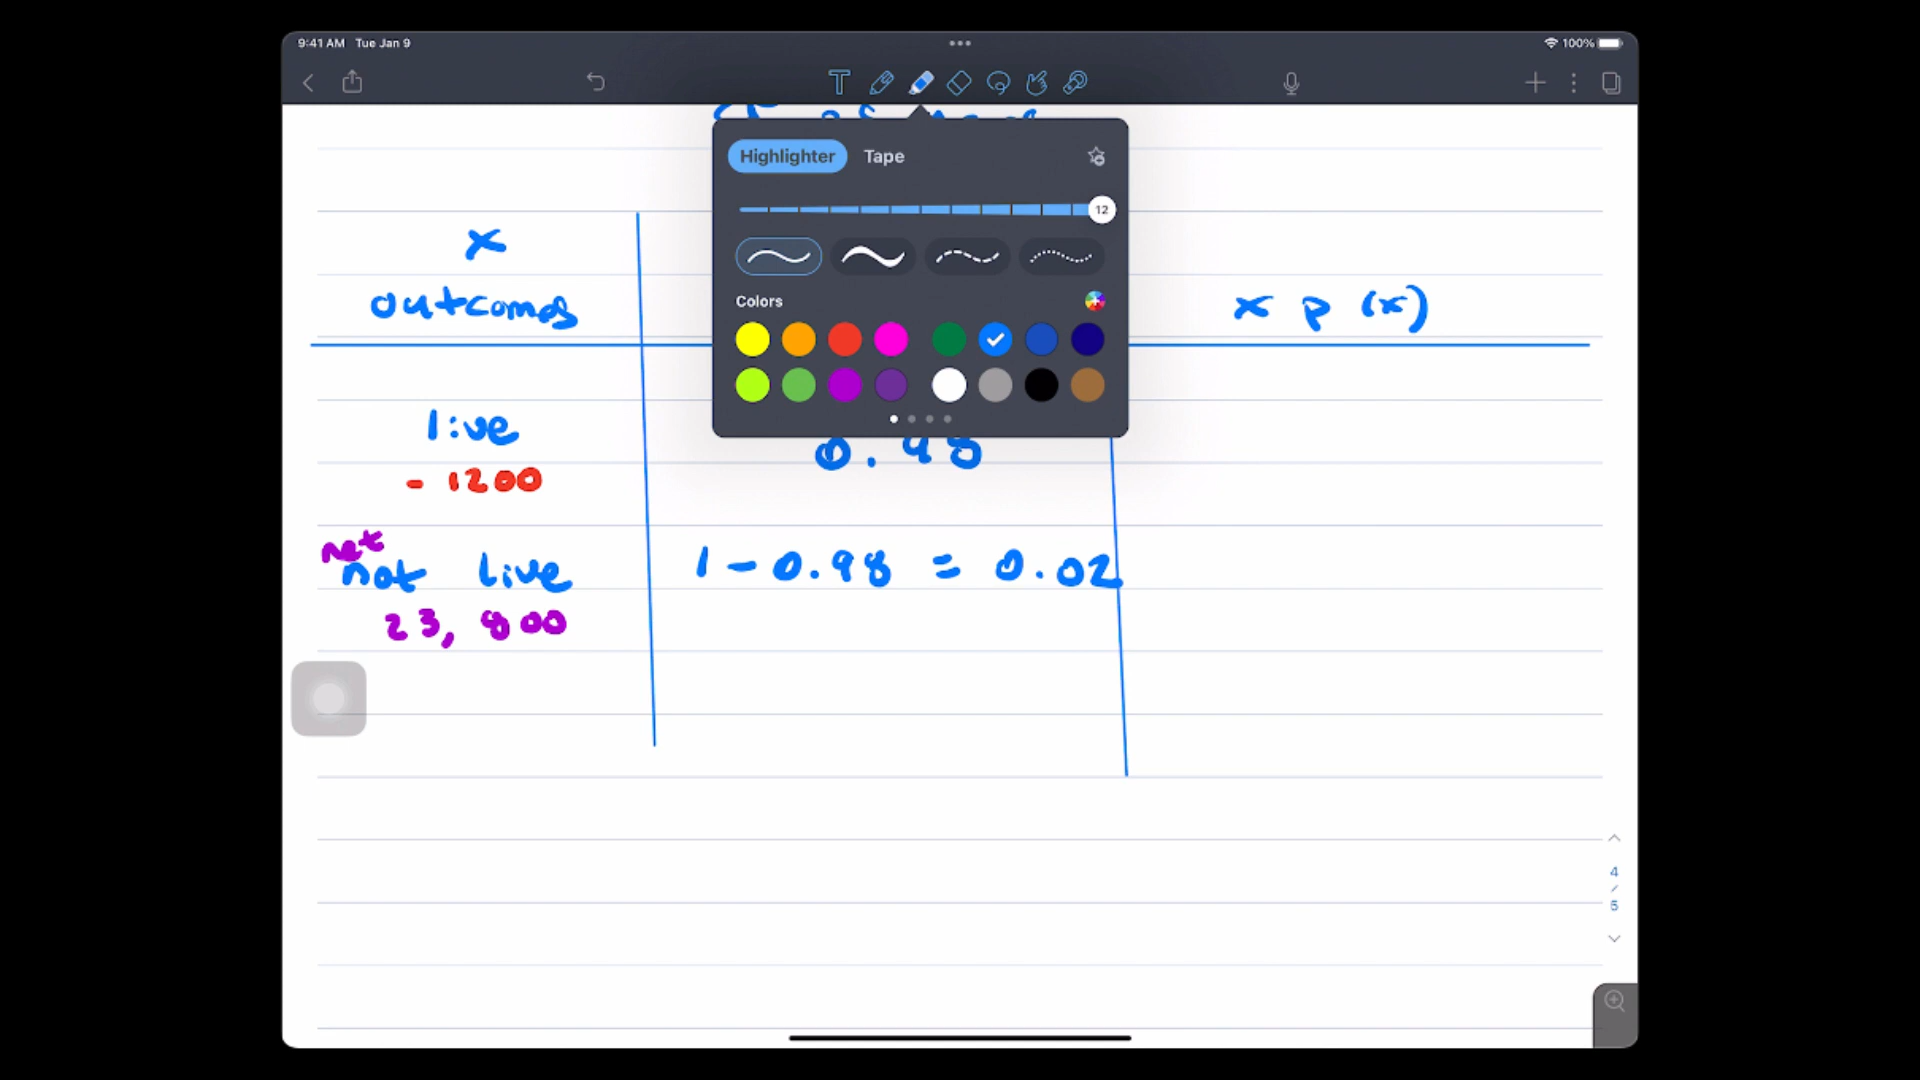 9:41 AM Tue Jan 9
100%
Highlighter Tape
12
Colors
x
outcomes
x p (x)
live
0.98
- 1200
net
not live
1 - 0.98 = 0.02
23, 800
4
/
5